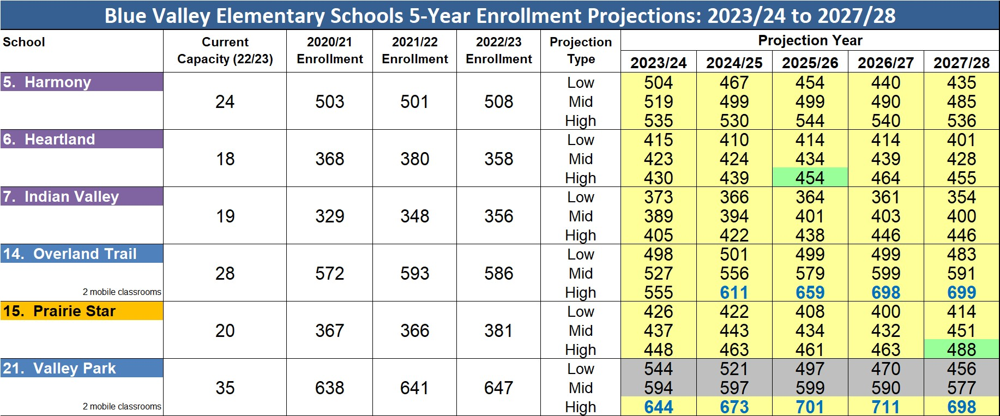 Blue Valley Elementary Schools 5-Year Enrollment Projections: 2023/24 to 2027/28
School Current Capacity (22/23) 2020/21 Enrollment 2021/22 Enrollment 2022/23 Enrollment Projection Type Projection Year
2023/24 2024/25 2025/26 2026/27 2027/28
5. Harmony Low 504 467 454 440 435
24 503 501 508 Mid 519 499 499 490 485
High 535 530 544 540 536
6. Heartland Low 415 410 414 414 401
18 368 380 358 Mid 423 424 434 439 428
High 430 439 454 464 455
7. Indian Valley Low 373 366 364 361 354
19 329 348 356 Mid 389 394 401 403 400
High 405 422 438 446 446
14. Overland Trail Low 498 501 499 499 483
28 572 593 586 Mid 527 556 579 599 591
2 mobile classrooms High 555 611 659 698 699
15. Prairie Star Low 426 422 408 400 414
20 367 366 381 Mid 437 443 434 432 451
High 448 463 461 463 488
21. Valley Park Low 544 521 497 470 456
35 638 641 647 Mid 594 597 599 590 577
2 mobile classrooms High 644 673 701 711 698